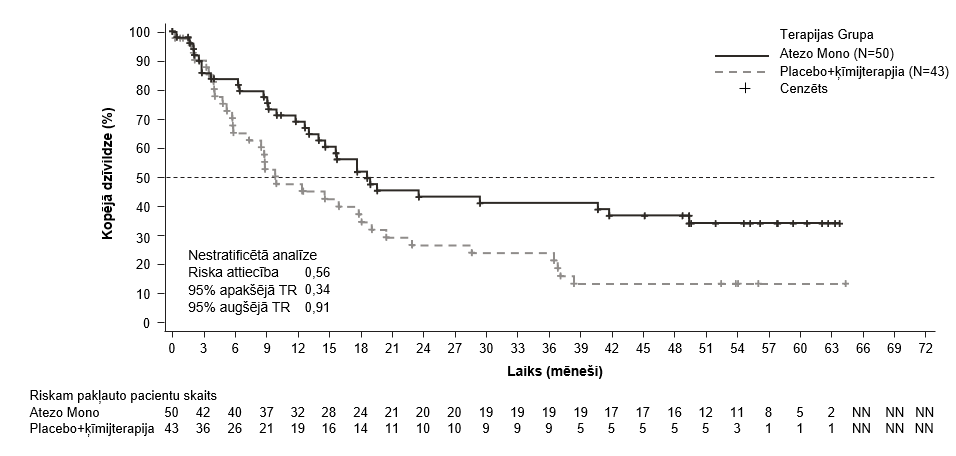 Terapijas Grupa
Atezo Mono (N=50)
Placebo+ķīmijterapjia (N=43)
Cenzēts
Kopējā dzīvildze (%)
100
90
80
70
60
50
40
30
20
10
0
Nestratificētā analīze
Riska attiecība 0,56
95% apakšējā TR 0,34
95% augšējā TR 0,91
0 3 6 9 12 15 18 21 24 27 30 33 36 39 42 45 48 51 54 57 60 63 66 69 72
Laiks (mēneši)
Riskam pakļauto pacientu skaits
Atezo Mono 50 42 40 37 32 28 24 21 20 20 19 19 19 19 17 17 16 12 11 8 5 2 NN NN NN
Placebo+ķīmijterapija 43 36 26 21 19 16 14 11 10 10 9 9 9 5 5 5 5 5 3 1 1 1 NN NN NN